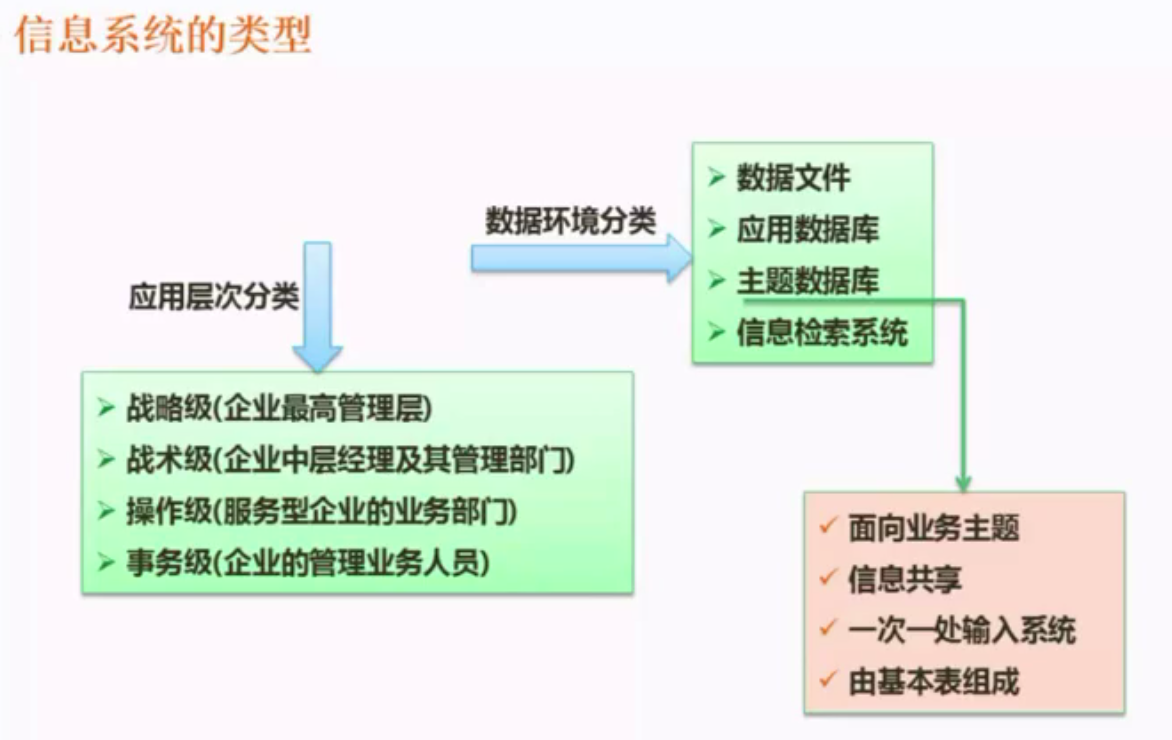 信息系统的类型
数据环境分类
数据文件
应用数据库
主题数据库
信息检索系统
应用层次分类
战略级(企业最高管理层)
战术级(企业中层经理及其管理部门)
操作级(服务型企业的业务部门)
事务级(企业的管理业务人员)
面向业务主题
信息共享
一次一处输入系统
由基本表组成